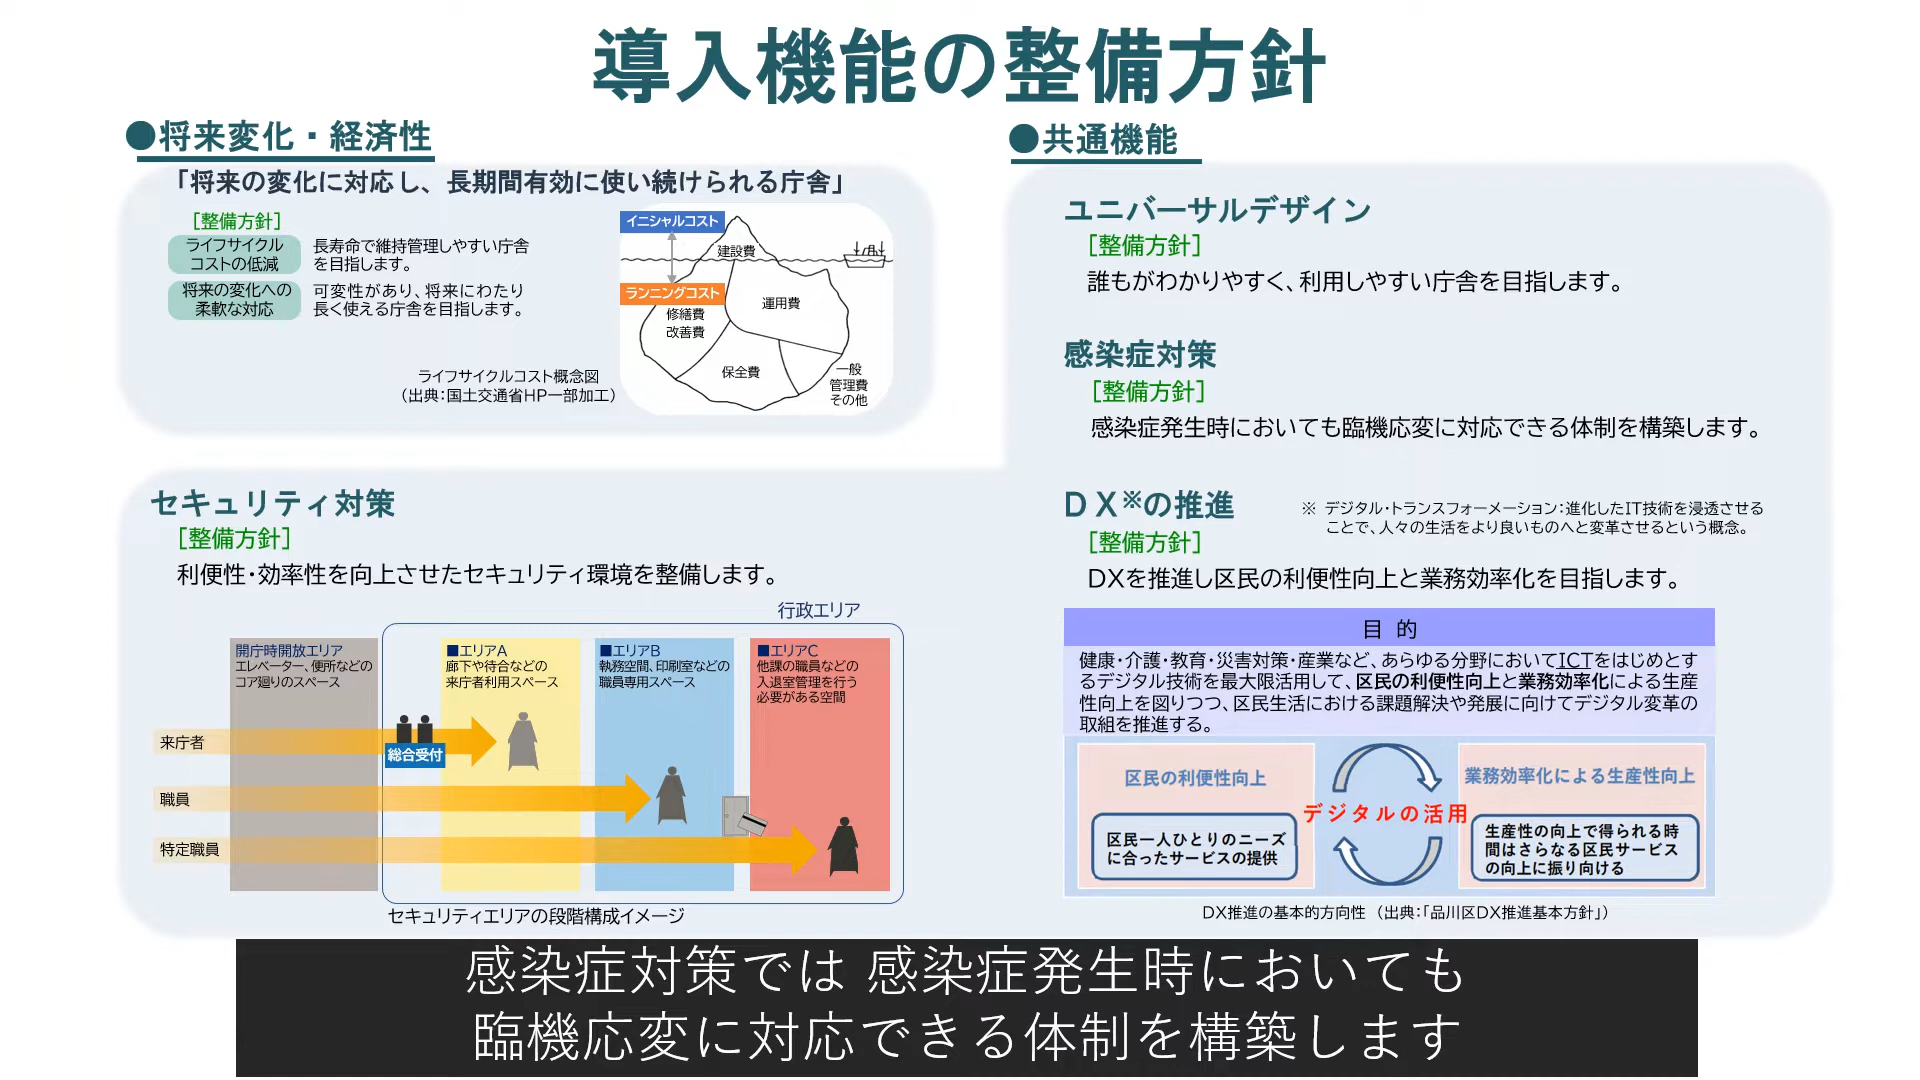 導入機能の整備方針
●将来変化・経済性
「将来の変化に対応し、長期間有効に使い続けられる庁舎」
［整備方針］
ライフサイクル
コストの低減
長寿命で維持管理しやすい庁舎
を目指します。
将来の変化への
柔軟な対応
可変性があり、将来にわたり
長く使える庁舎を目指します。
イニシャルコスト
建設費
ランニングコスト
運用費
修繕費
改善費
保全費
一般
管理費
その他
ライフサイクルコスト概念図
（出典：国土交通省HP一部加工）
●共通機能
ユニバーサルデザイン
［整備方針］
誰もがわかりやすく、利用しやすい庁舎を目指します。
感染症対策
［整備方針］
感染症発生時においても臨機応変に対応できる体制を構築します。
セキュリティ対策
［整備方針］
利便性・効率性を向上させたセキュリティ環境を整備します。
行政エリア
開庁時開放エリア
エレベーター、便所などの
コア廻りのスペース
■エリアA
廊下や待合などの
来庁者利用スペース
■エリアB
執務空間、印刷室などの
職員専用スペース
■エリアC
他課の職員などの
入退室管理を行う
必要がある空間
来庁者
総合受付
職員
特定職員
セキュリティエリアの段階構成イメージ
ＤＸ※の推進
※ デジタル・トランスフォーメーション：進化したIT技術を浸透させる
ことで、人々の生活をより良いものへと変革させるという概念。
［整備方針］
DXを推進し区民の利便性向上と業務効率化を目指します。
目 的
健康・介護・教育・災害対策・産業など、あらゆる分野においてICTをはじめとす
るデジタル技術を最大限活用して、区民の利便性向上と業務効率化による生産
性向上を図りつつ、区民生活における課題解決や発展に向けてデジタル変革の
取組を推進する。
区民の利便性向上
区民一人ひとりのニーズ
に合ったサービスの提供
デジタルの活用
業務効率化による生産性向上
生産性の向上で得られる時
間はさらなる区民サービス
の向上に振り向ける
DX推進の基本的方向性 （出典：「品川区DX推進基本方針」）
感染症対策では 感染症発生時においても
臨機応変に対応できる体制を構築します